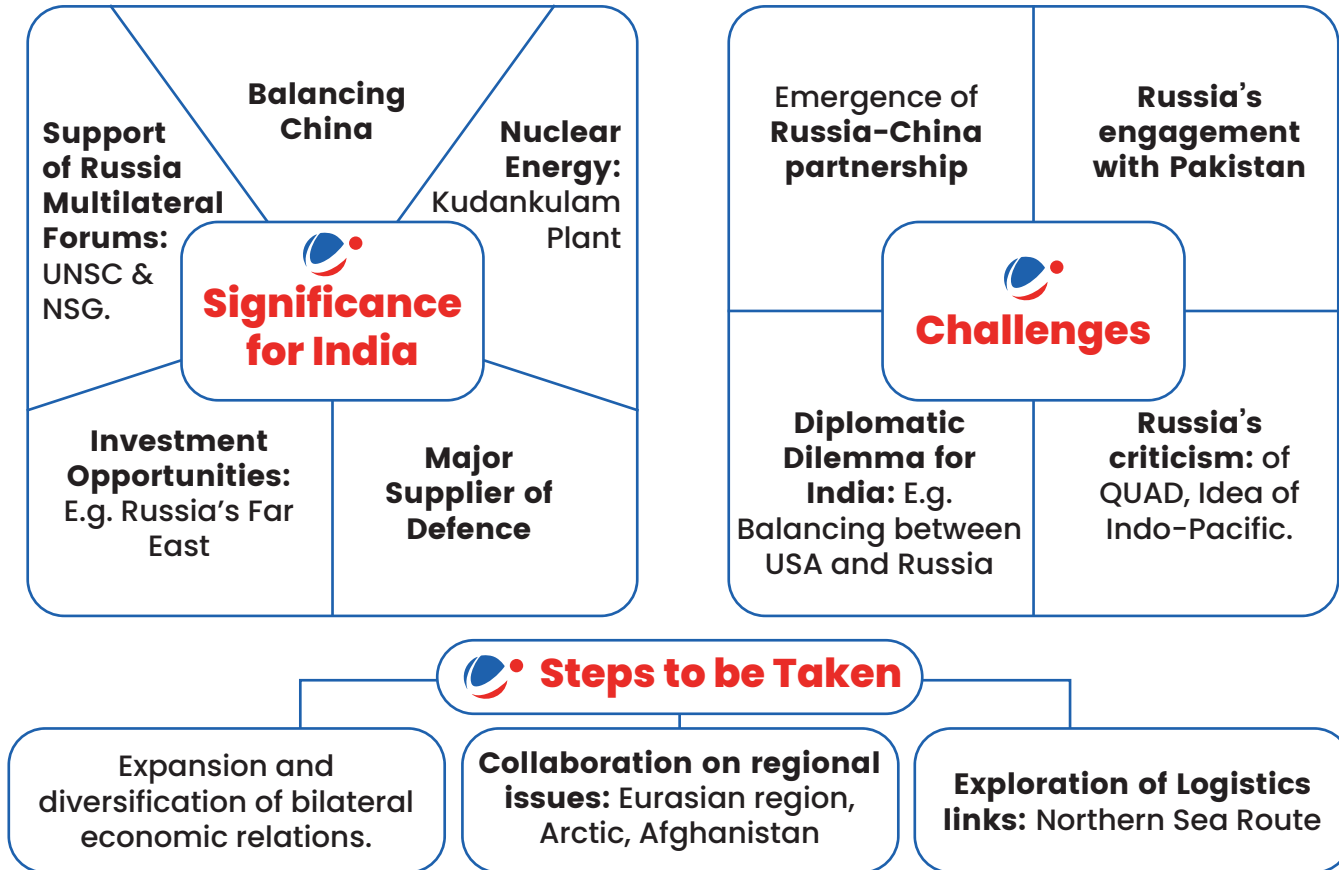 Balancing
China
Support
of Russia
Multilateral
Forums:
UNSC &
NSG.
Nuclear
Energy:
Kudankulam
Plant
Significance
for India
Investment
Opportunities:
E.g. Russia's Far
East
Major
Supplier of
Defence
Emergence of
Russia-China
partnership
Russia's
engagement
with Pakistan
Challenges
Diplomatic
Dilemma for
India: E.g.
Balancing between
USA and Russia
Russia's
criticism: of
QUAD, Idea of
Indo-Pacific.
Steps to be Taken
Expansion and
diversification of bilateral
economic relations.
Collaboration on regional
issues: Eurasian region,
Arctic, Afghanistan
Exploration of Logistics
links: Northern Sea Route